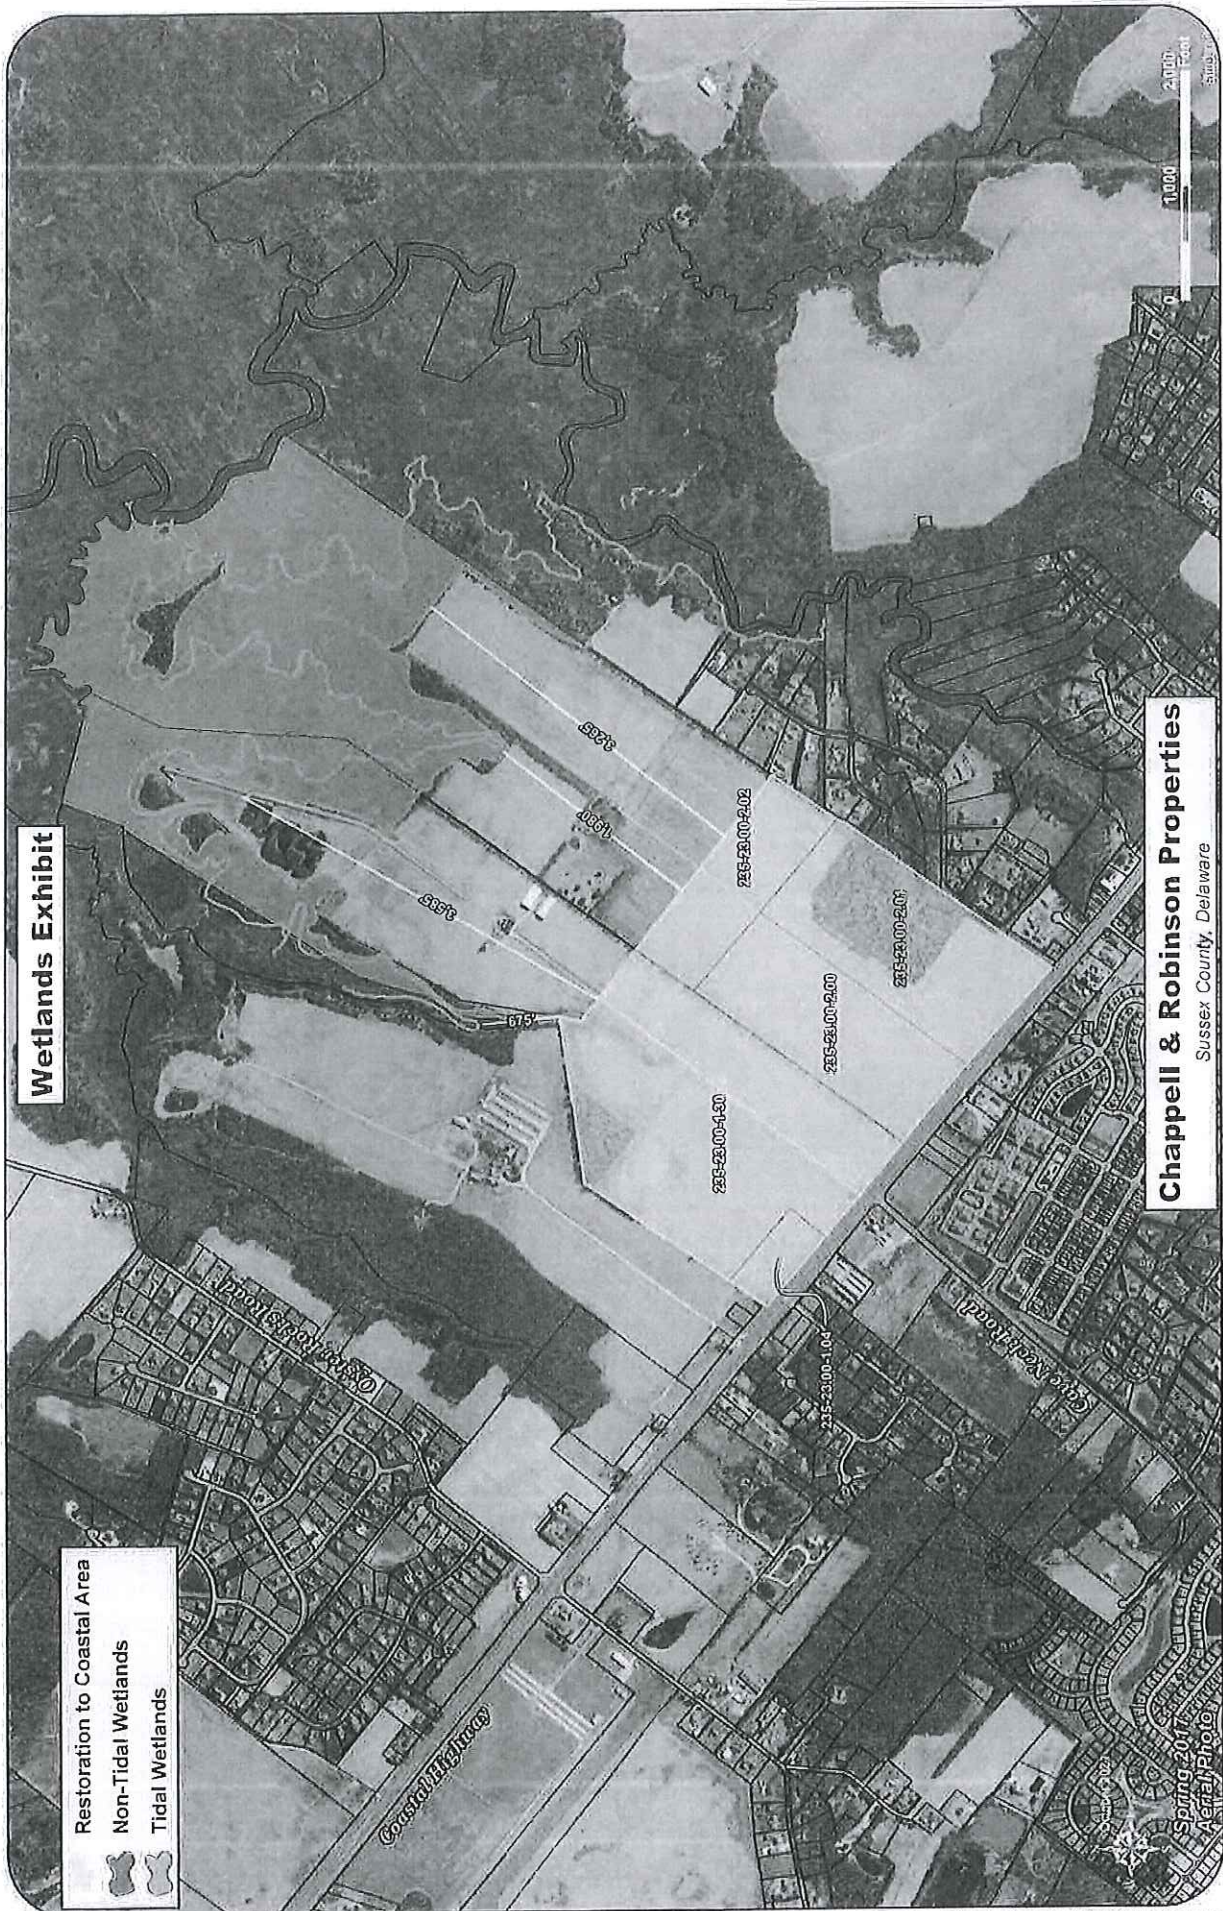 Wetlands Exhibit
Restoration to Coastal Area
Non-Tidal Wetlands
Tidal Wetlands
Oyster Rocks Road
Coastal Highway
Cave Neck Road
675'
3,585'
1,980'
3,265'
235-23.00-1.30
235-23.00-2.00
235-23.00-2.02
235-23.00-2.01
235-23.00-1.04
Chappell & Robinson Properties
Sussex County, Delaware
Spring 2017
Aerial Photo
0
1,000
2,000
Feet